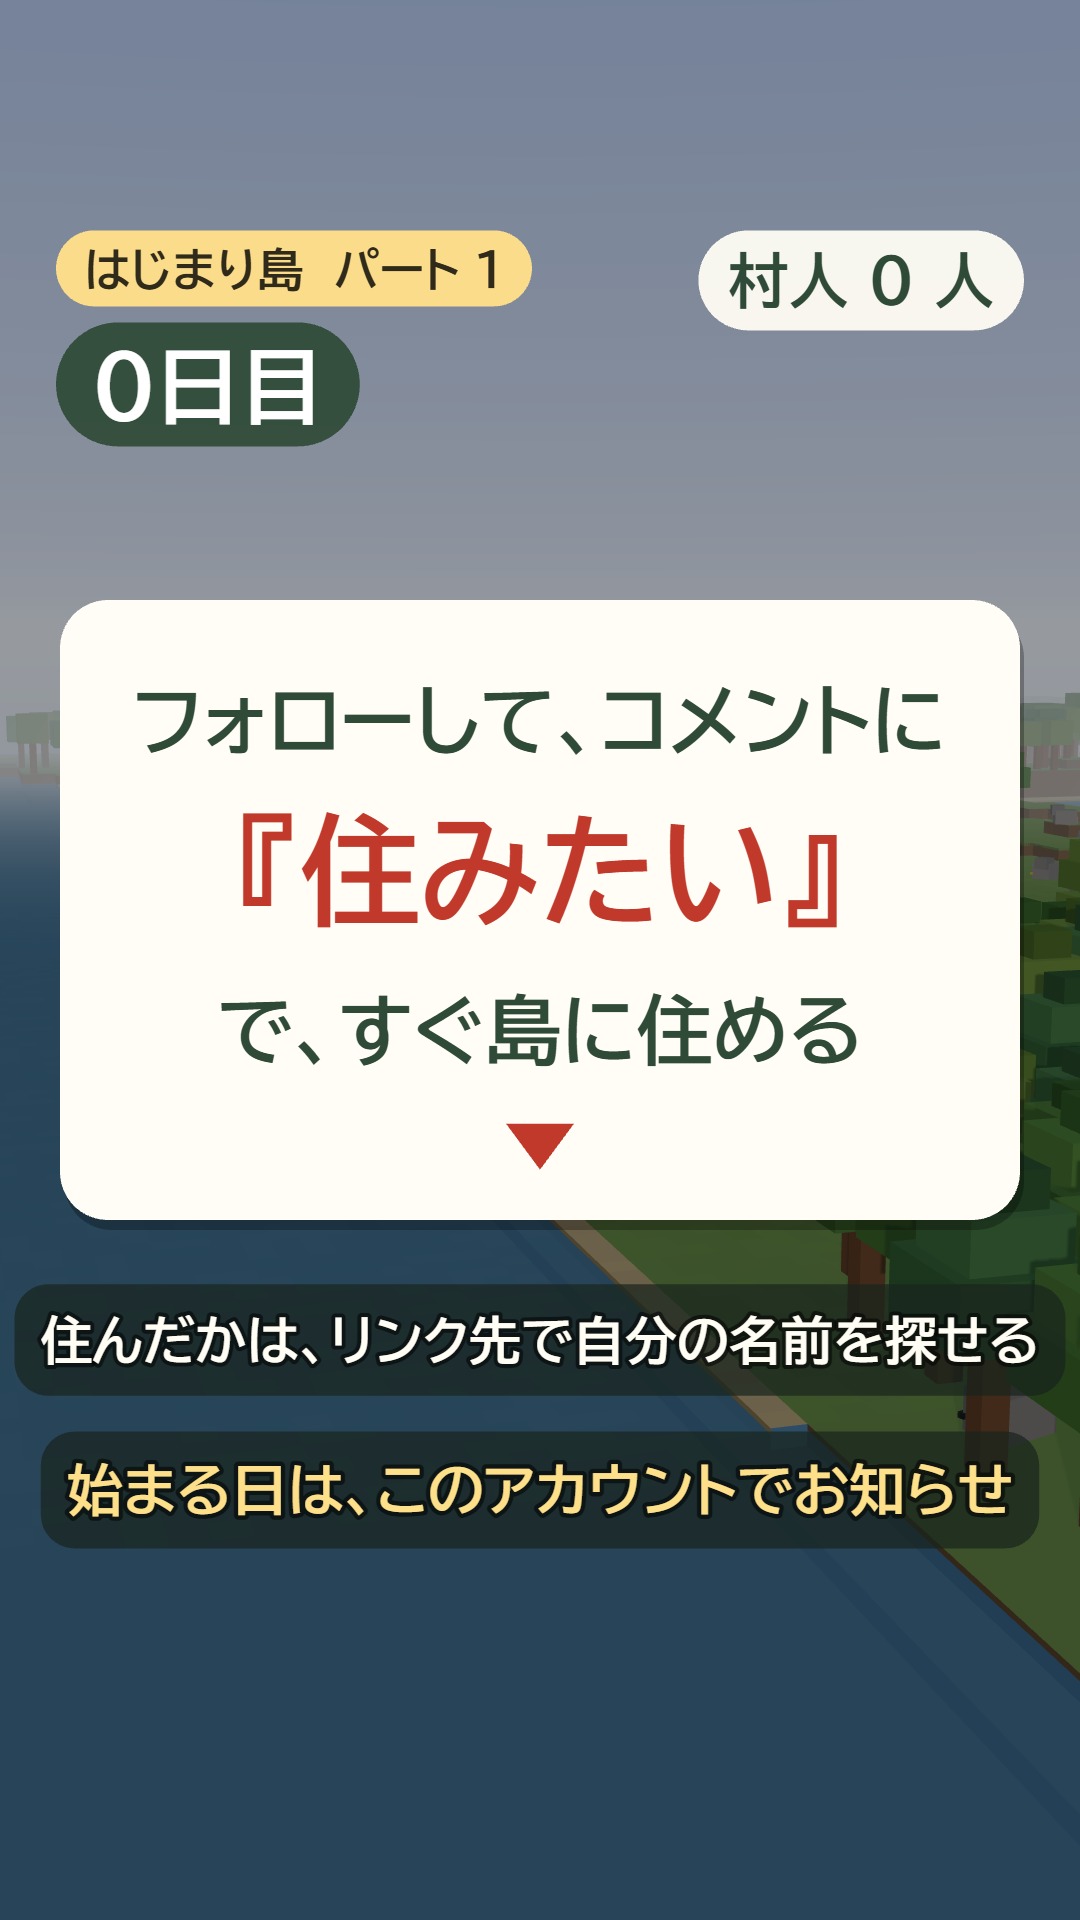 はじまり島 パート 1
村人 0 人
0日目
フォローして、コメントに
『住みたい』
で、すぐ島に住める
住んだかは、リンク先で自分の名前を探せる
始まる日は、このアカウントでお知らせ